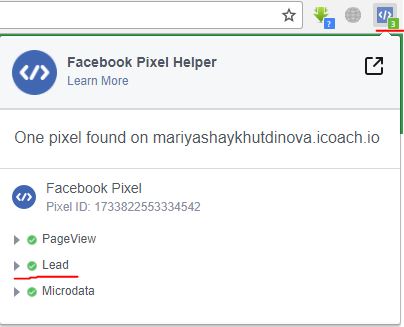 ?
</>
3
</>
Facebook Pixel Helper
Learn More
One pixel found on mariyashaykhutdinova.icoach.io
</>
Facebook Pixel
Pixel ID: 1733822553334542
PageView
Lead
Microdata